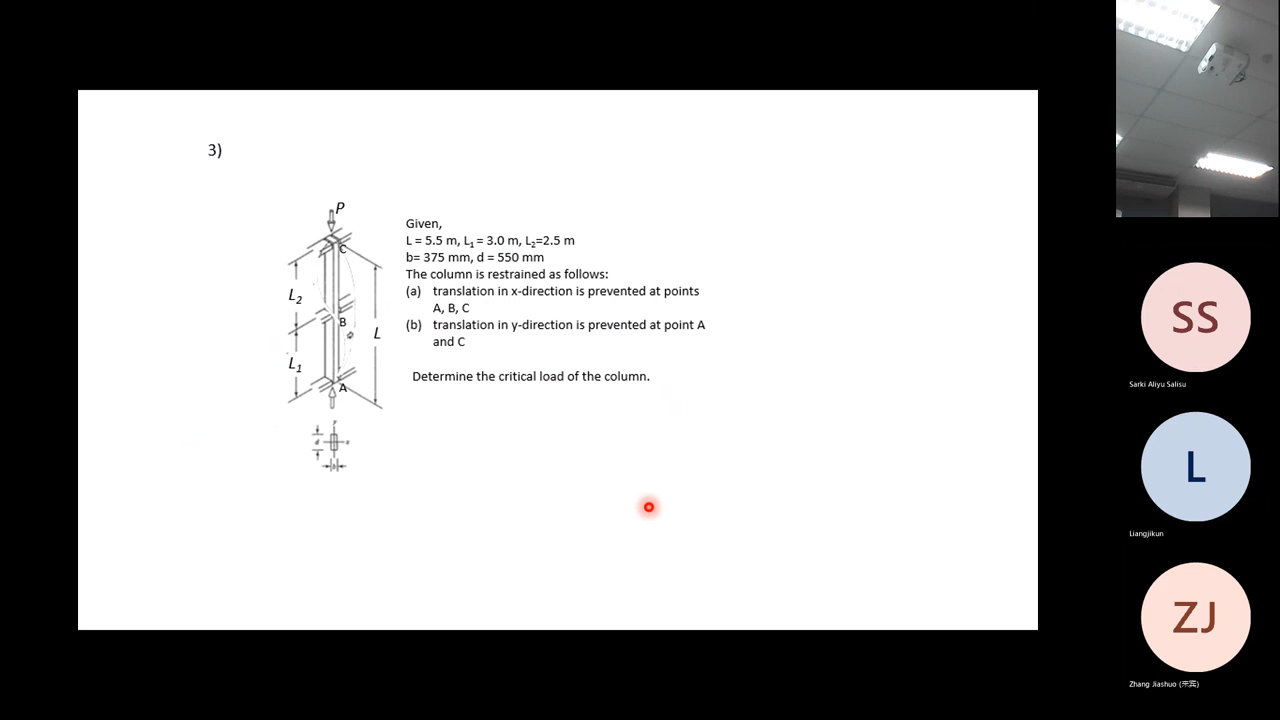 3)
P
C
L2
B
L
L1
A
y
d
x
b
Given,
L = 5.5 m, L1 = 3.0 m, L2=2.5 m
b= 375 mm, d = 550 mm
The column is restrained as follows:
(a) translation in x-direction is prevented at points
A, B, C
(b) translation in y-direction is prevented at point A
and C
Determine the critical load of the column.
SS
Sarki Aliyu Salisu
L
Liangjikun
ZJ
Zhang Jiashuo (来宾)